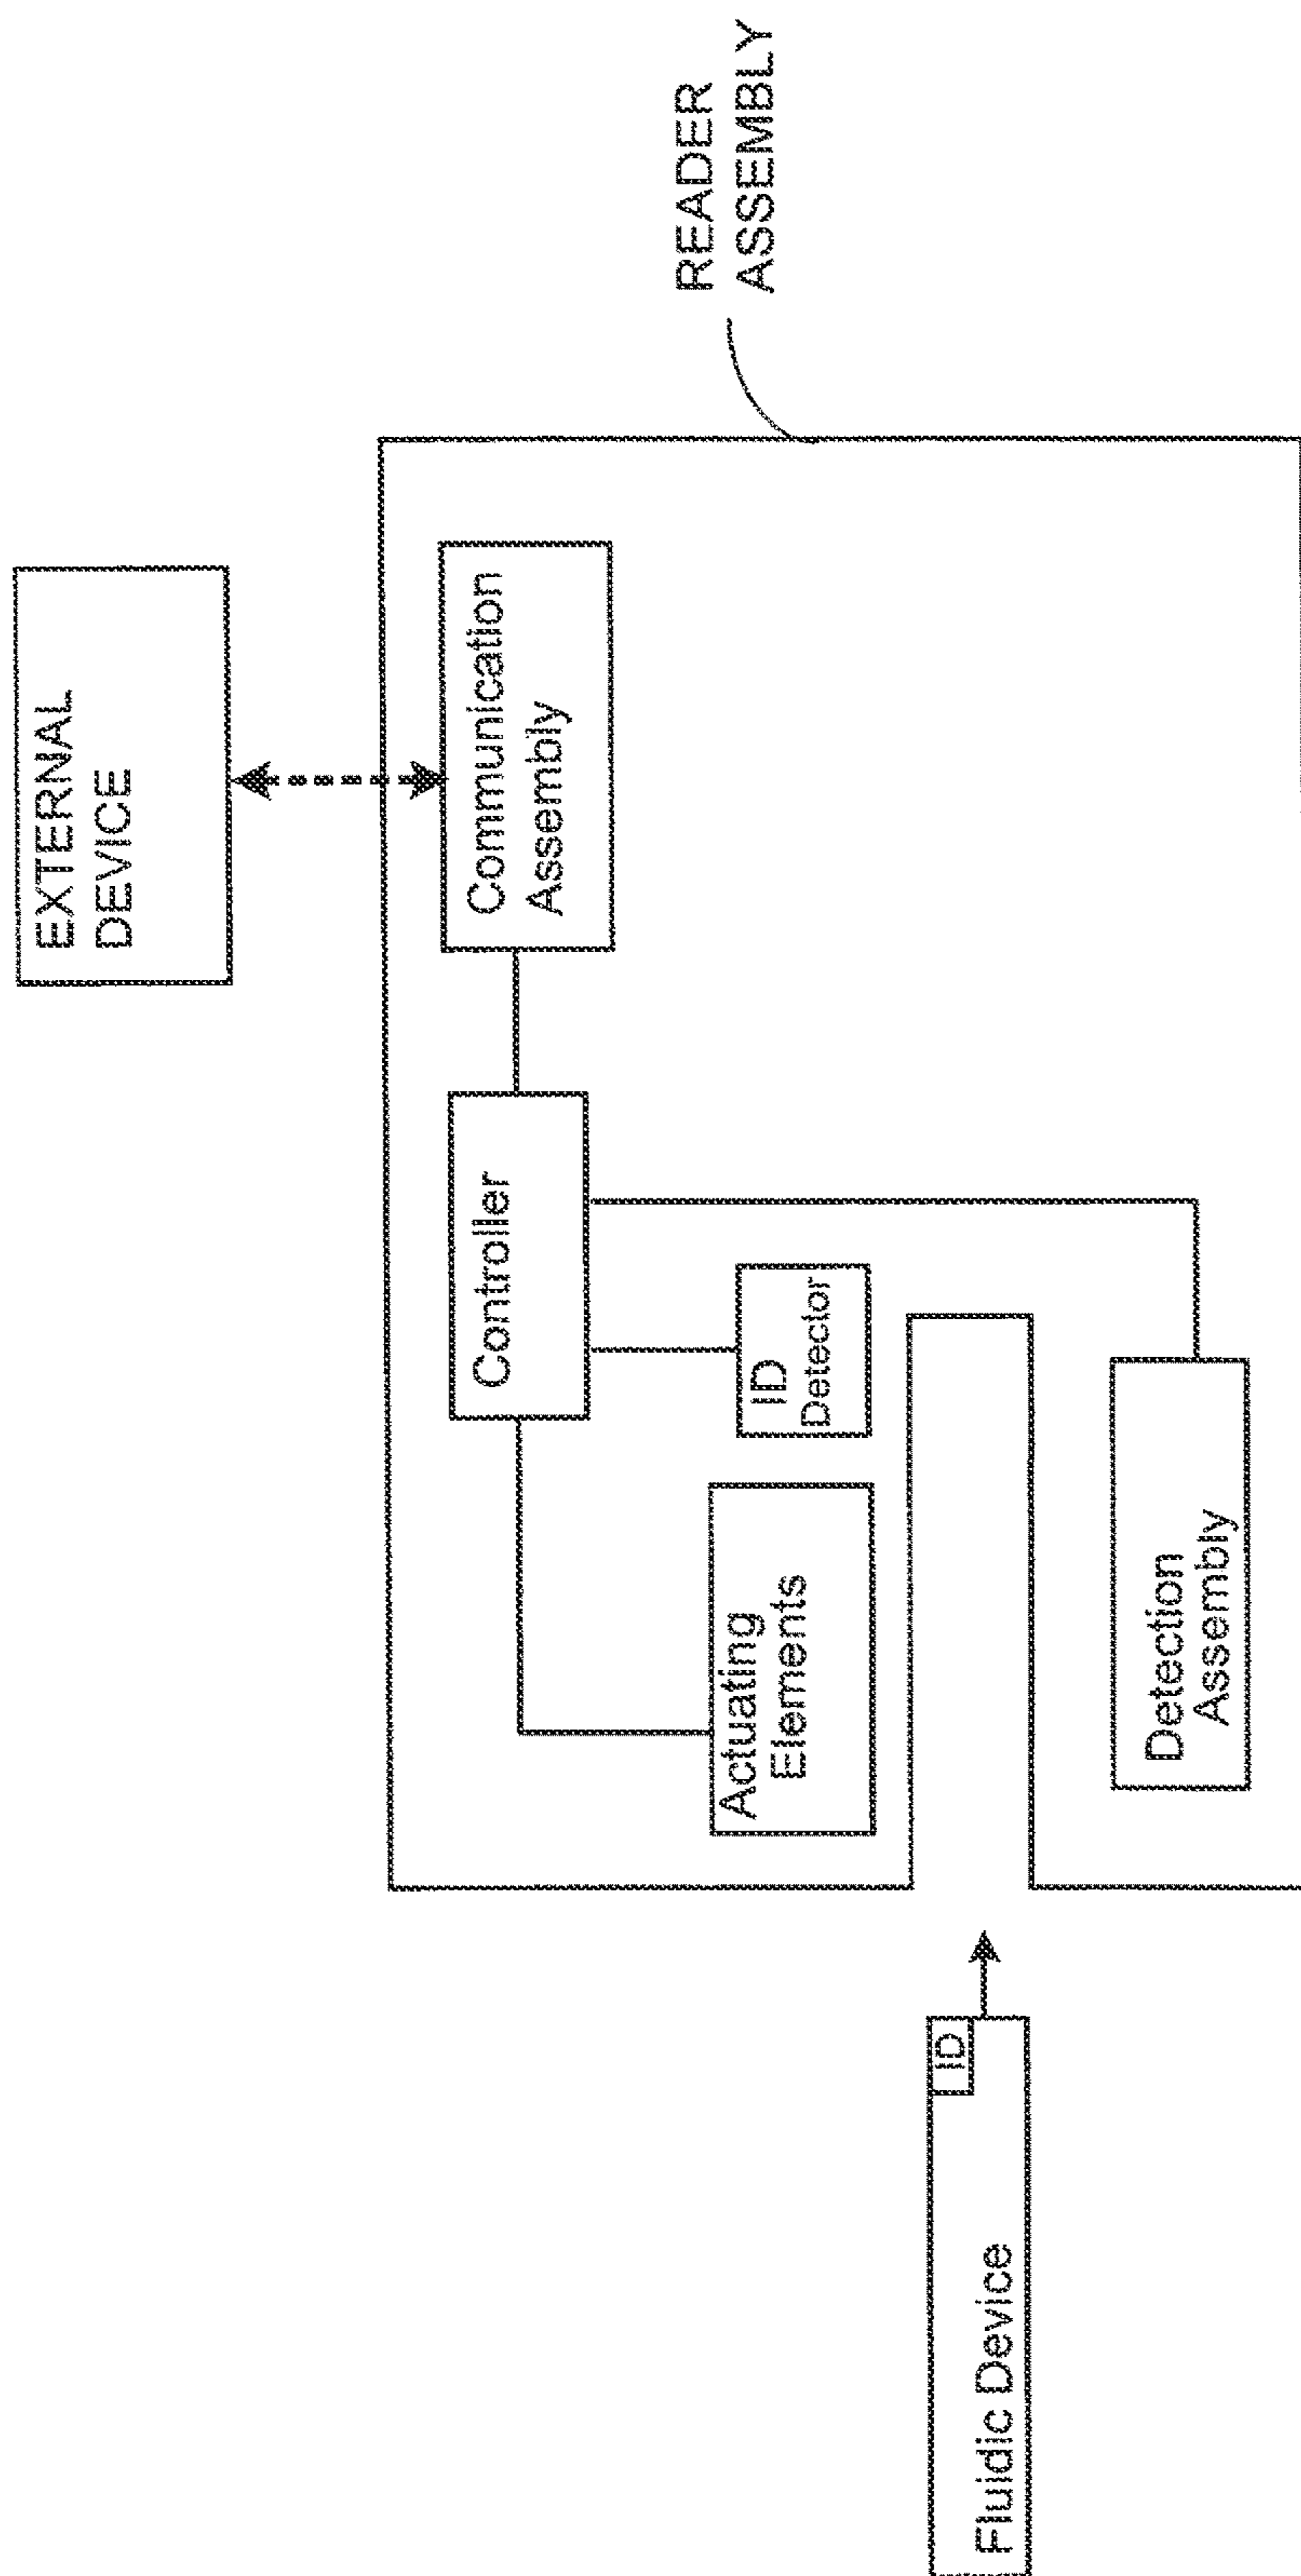 EXTERNAL
DEVICE
READER
ASSEMBLY
Communication
Assembly
Controller
ID
Detector
Actuating
Elements
Detection
Assembly
ID
Fluidic Device